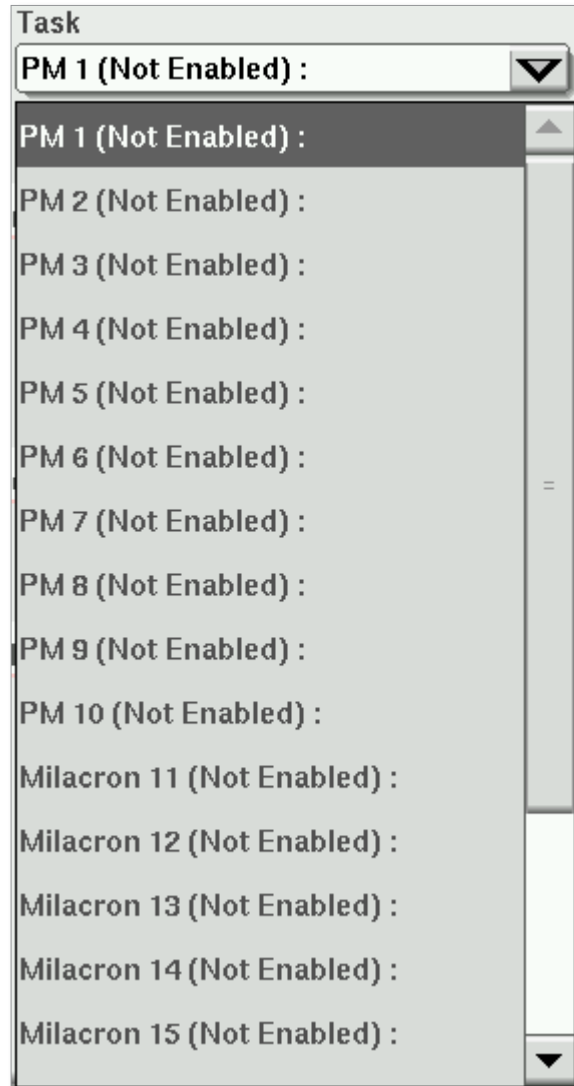 Task
PM 1 (Not Enabled) :
PM 1 (Not Enabled) :
PM 2 (Not Enabled) :
PM 3 (Not Enabled) :
PM 4 (Not Enabled) :
PM 5 (Not Enabled) :
PM 6 (Not Enabled) :
PM 7 (Not Enabled) :
PM 8 (Not Enabled) :
PM 9 (Not Enabled) :
PM 10 (Not Enabled) :
Milacron 11 (Not Enabled) :
Milacron 12 (Not Enabled) :
Milacron 13 (Not Enabled) :
Milacron 14 (Not Enabled) :
Milacron 15 (Not Enabled) :